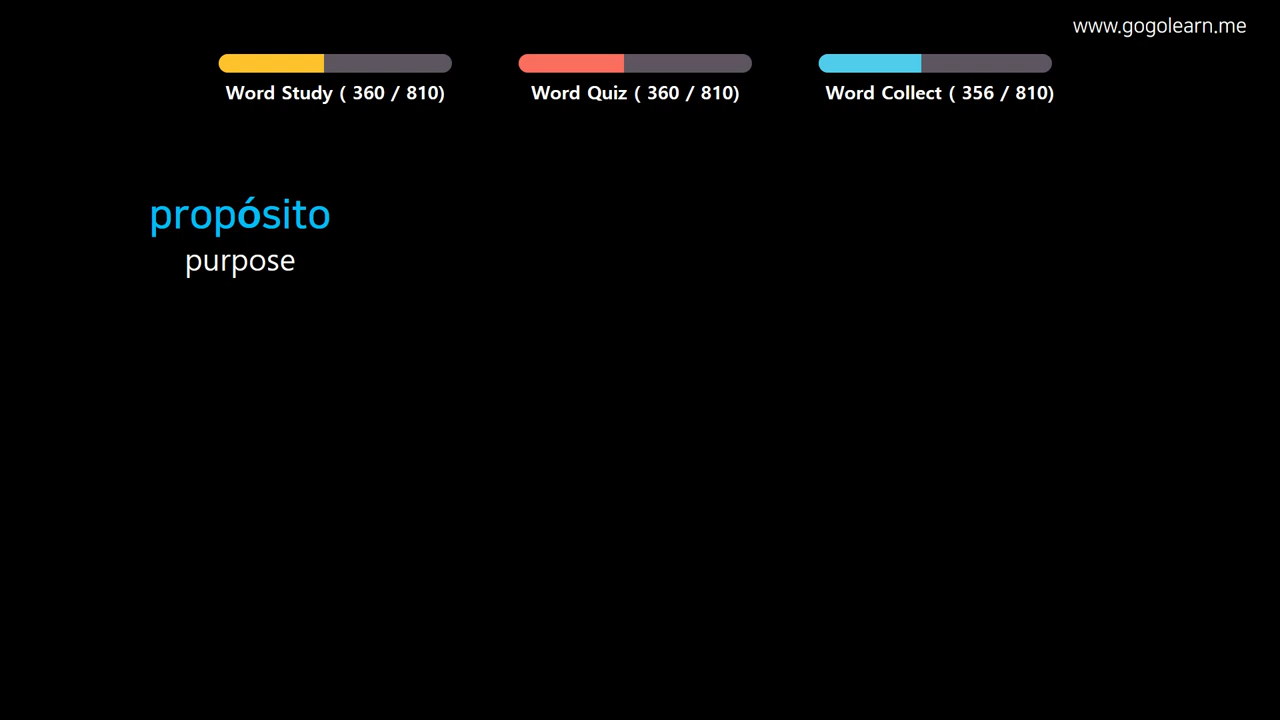 www.gogolearn.me
Word Study ( 360 / 810)
Word Quiz ( 360 / 810)
Word Collect ( 356 / 810)
propósito
purpose